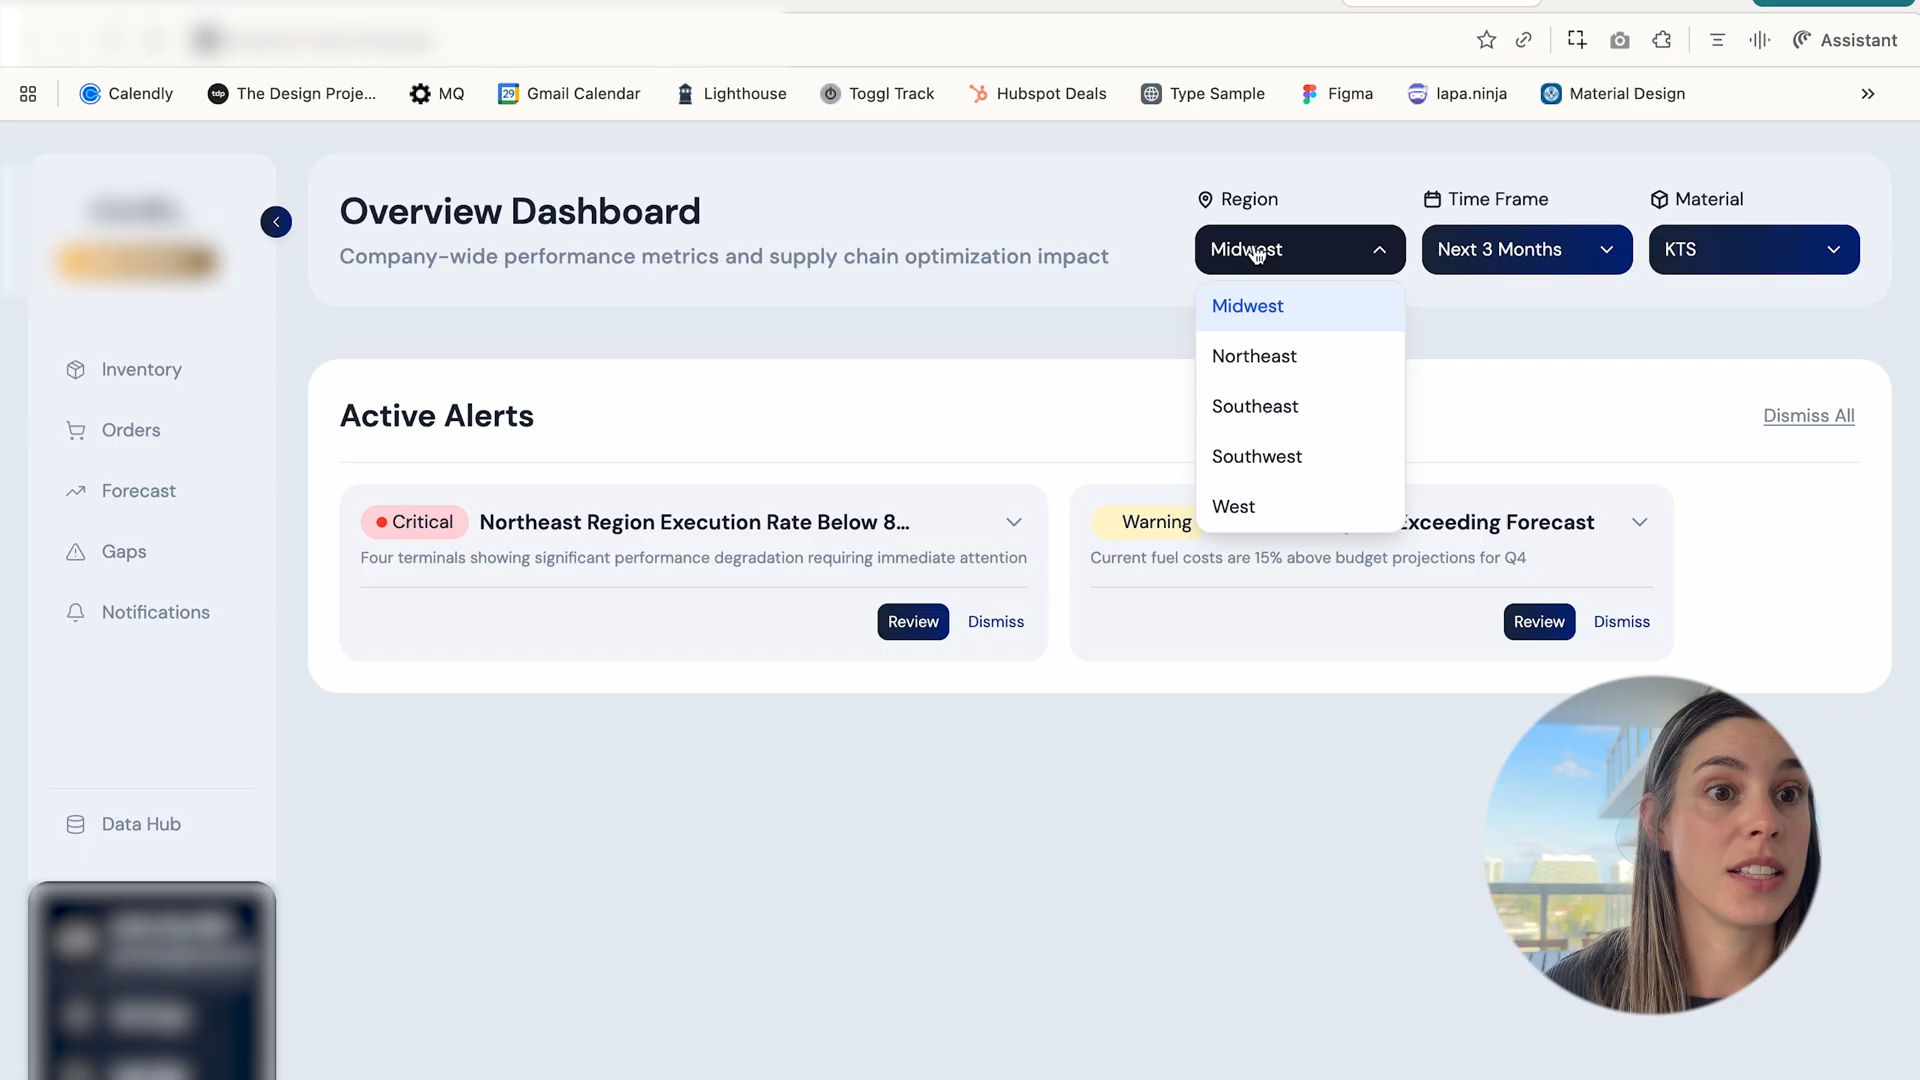 Assistant
Calendly
The Design Proje...
MQ
29
Gmail Calendar
Lighthouse
Toggl Track
Hubspot Deals
Type Sample
Figma
lapa.ninja
Material Design
tdp
Overview Dashboard
Company-wide performance metrics and supply chain optimization impact
Region
Time Frame
Material
Midwest
Next 3 Months
KTS
Midwest
Northeast
Southeast
Southwest
West
Inventory
Orders
Forecast
Gaps
Notifications
Data Hub
Active Alerts
Dismiss All
Critical
Northeast Region Execution Rate Below 8...
Four terminals showing significant performance degradation requiring immediate attention
Review
Dismiss
Warning
Exceeding Forecast
Current fuel costs are 15% above budget projections for Q4
Review
Dismiss